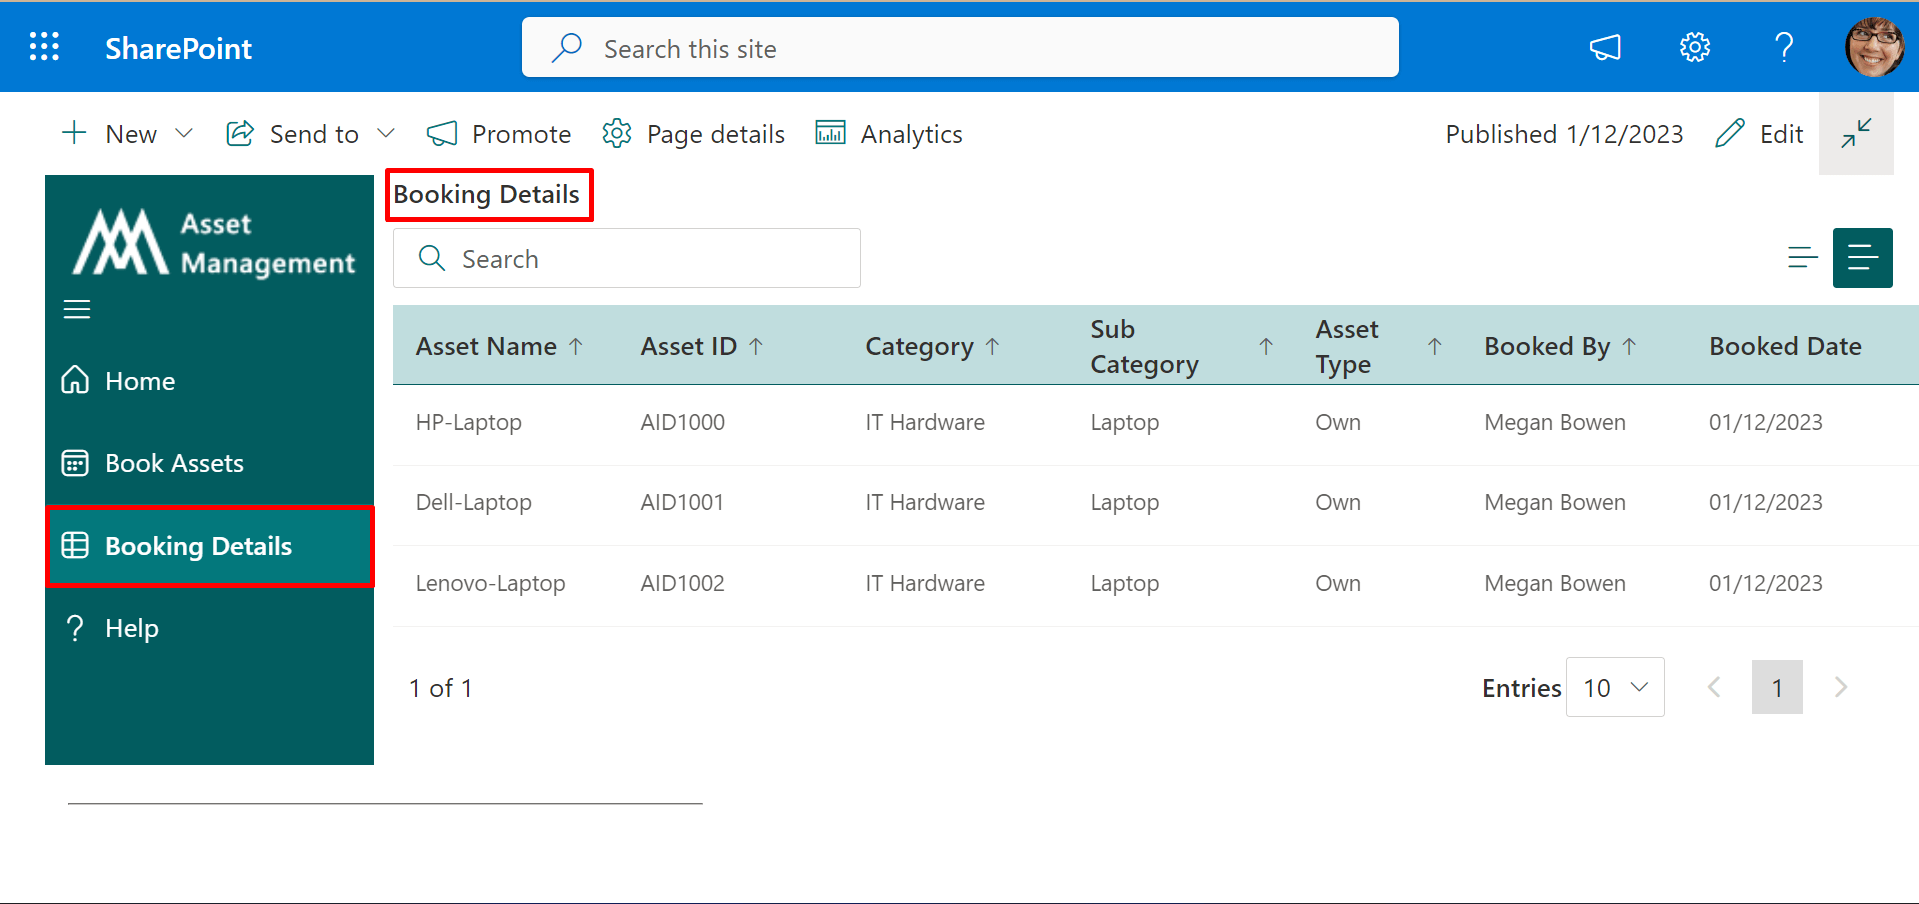 SharePoint
Search this site
New
Send to
Promote
Page details
Analytics
Published 1/12/2023
Edit
Asset
Management
Home
Book Assets
Booking Details
Help
Booking Details
Search
Asset Name Asset ID Category Sub Category Asset Type Booked By Booked Date
HP-Laptop AID1000 IT Hardware Laptop Own Megan Bowen 01/12/2023
Dell-Laptop AID1001 IT Hardware Laptop Own Megan Bowen 01/12/2023
Lenovo-Laptop AID1002 IT Hardware Laptop Own Megan Bowen 01/12/2023
1 of 1
Entries 10
1